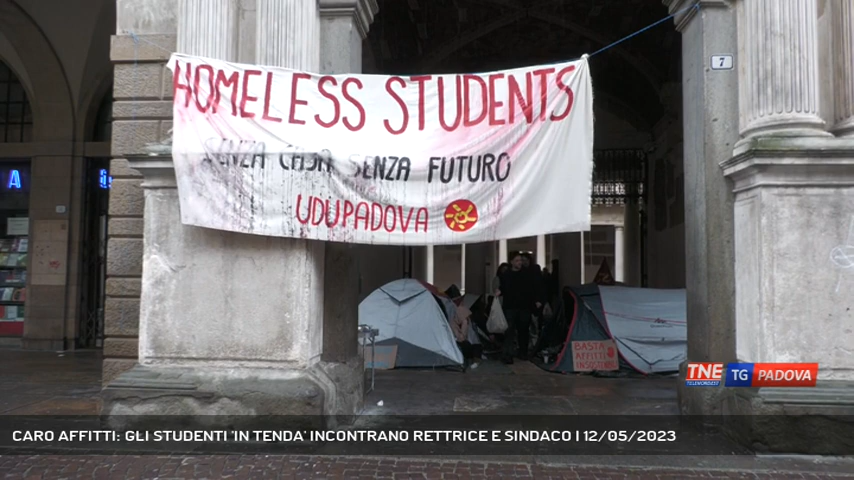 7
HOMELESS STUDENTS
SENZA CASA SENZA FUTURO
UDUPADOVA
A
BASTA
AFFITTI
TNE
TELENORDEST
TG PADOVA
CARO AFFITTI: GLI STUDENTI 'IN TENDA' INCONTRANO RETTRICE E SINDACO | 12/05/2023